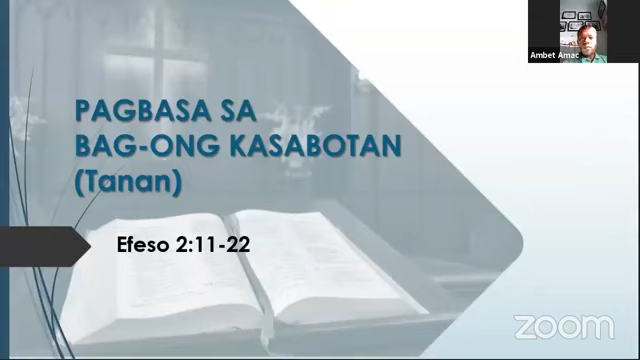 PAGBASA SA
BAG-ONG KASABOTAN
(Tanan)
Efeso 2:11-22
Ambet Amac
zoom